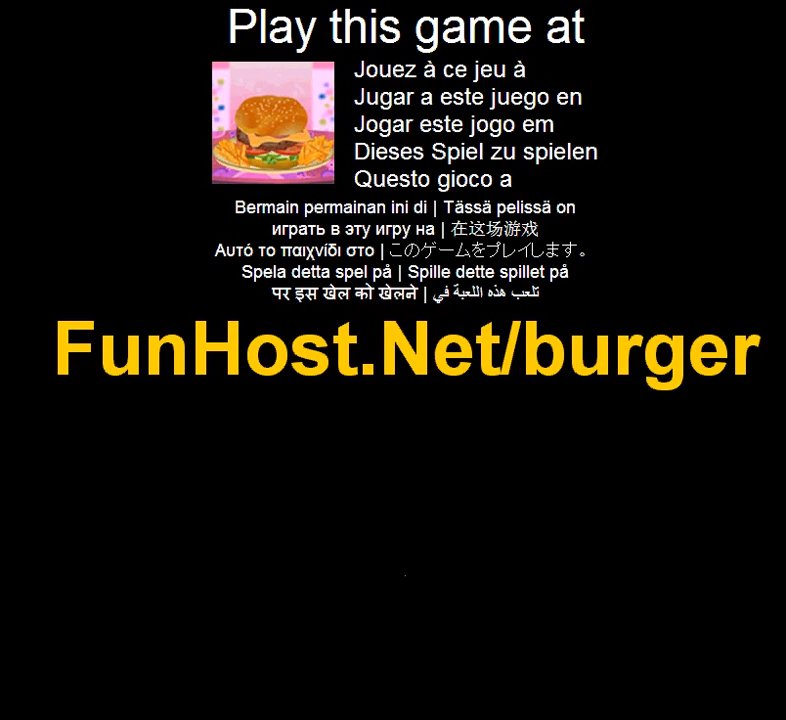 Play this game at
Jouez à ce jeu à
Jugar a este juego en
Jogar este jogo em
Dieses Spiel zu spielen
Questo gioco a
Bermain permainan ini di | Tässä pelissä on
играть в эту игру на | 在这场游戏
Αυτό το παιχνίδι στο | このゲームをプレイします。
Spela detta spel på | Spille dette spillet på
पर इस खेल को खेलने | تلعب هذه اللعبة في
FunHost.Net/burger